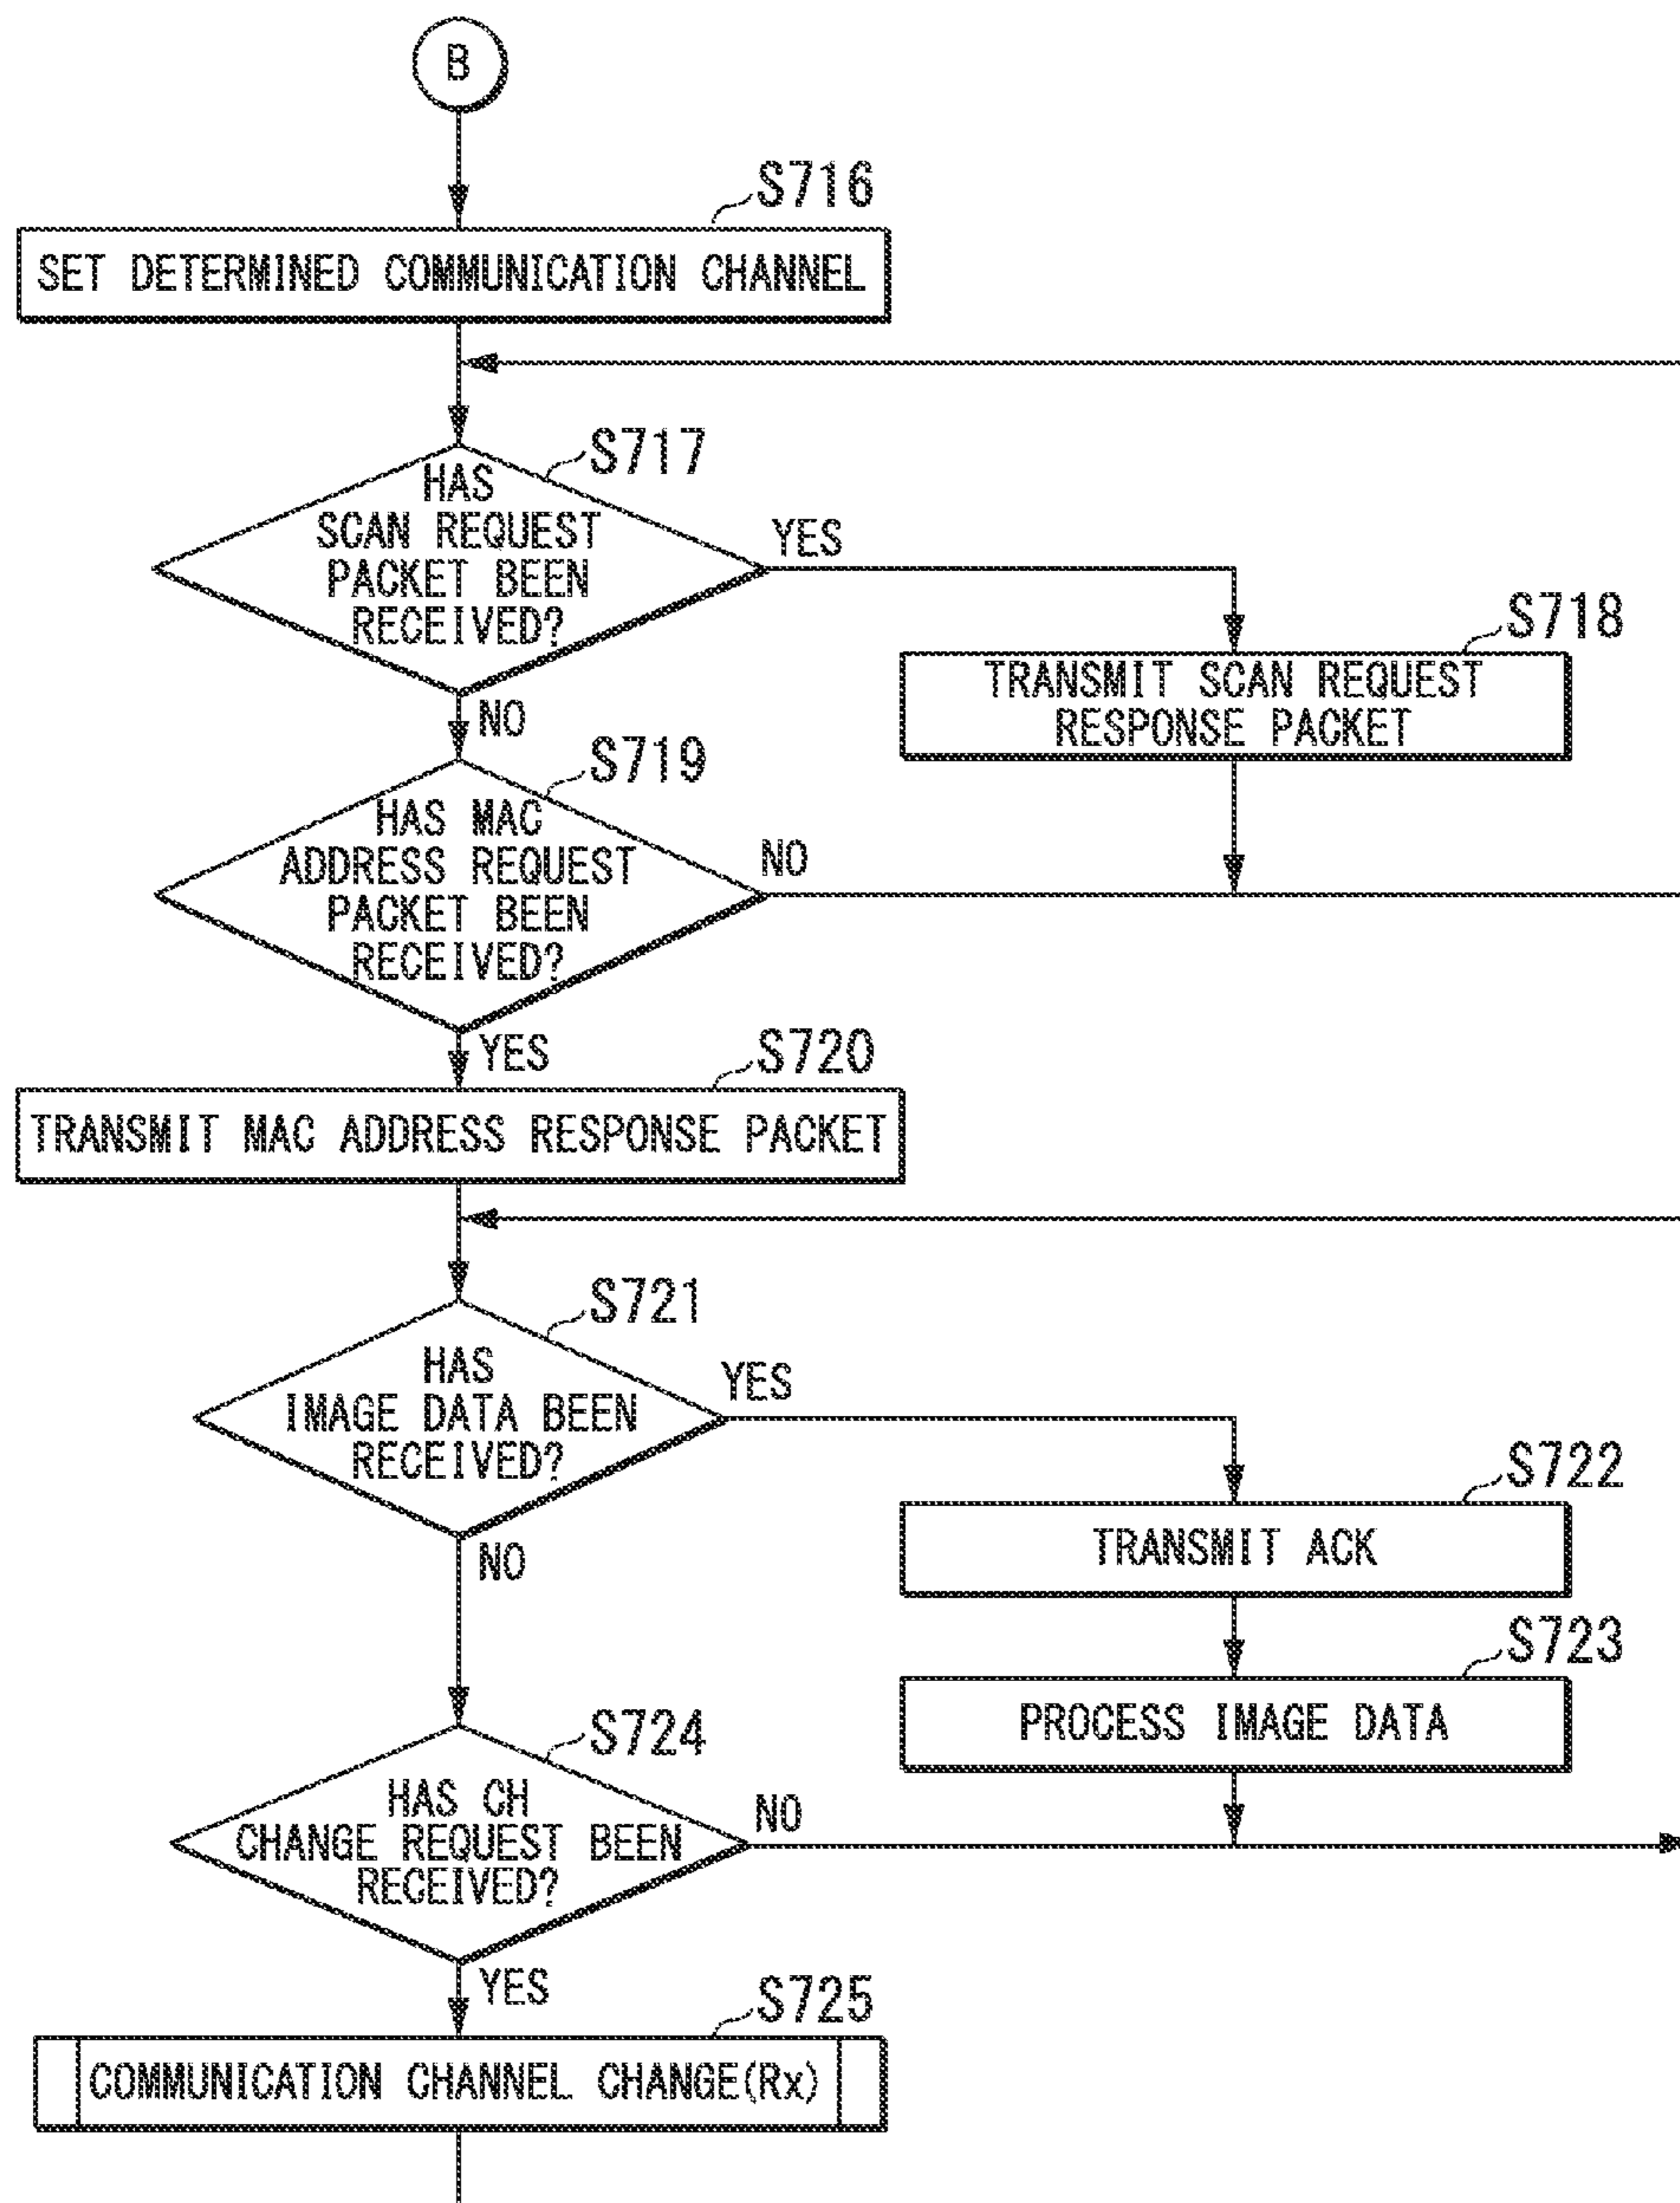 B
S716
SET DETERMINED COMMUNICATION CHANNEL
S717
HAS
SCAN REQUEST
PACKET BEEN
RECEIVED?
YES
S718
TRANSMIT SCAN REQUEST
RESPONSE PACKET
NO
S719
HAS MAC
ADDRESS REQUEST
PACKET BEEN
RECEIVED?
NO
YES
S720
TRANSMIT MAC ADDRESS RESPONSE PACKET
S721
HAS
IMAGE DATA BEEN
RECEIVED?
YES
S722
TRANSMIT ACK
NO
S723
PROCESS IMAGE DATA
S724
HAS CH
CHANGE REQUEST BEEN
RECEIVED?
NO
YES
S725
COMMUNICATION CHANNEL CHANGE(Rx)